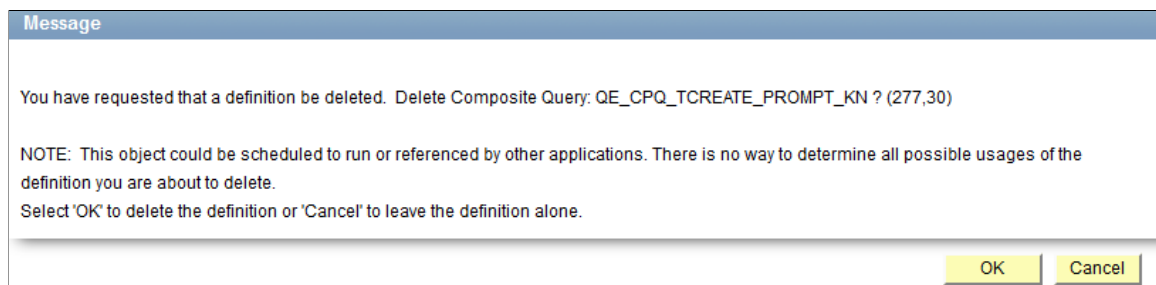 Message
You have requested that a definition be deleted.  Delete Composite Query: QE_CPQ_TCREATE_PROMPT_KN ? (277,30)
NOTE:  This object could be scheduled to run or referenced by other applications. There is no way to determine all possible usages of the
definition you are about to delete.
Select 'OK' to delete the definition or 'Cancel' to leave the definition alone.
OK Cancel